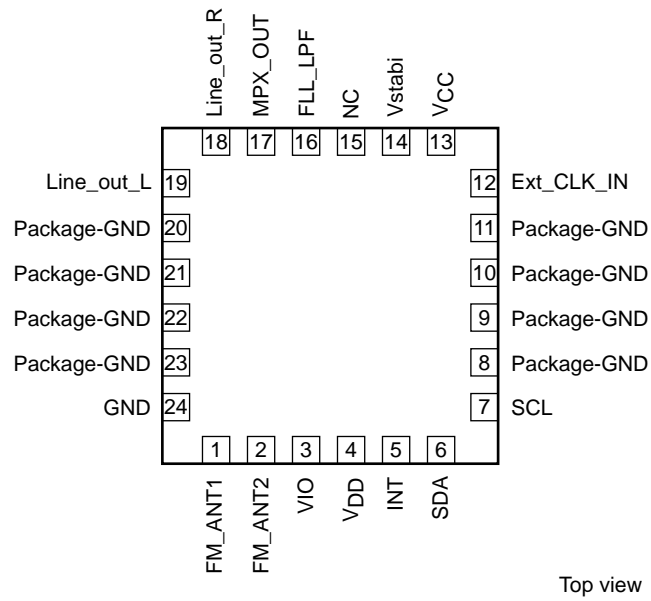 Line_out_R
MPX_OUT
FLL_LPF
NC
Vstabi
VCC
18 17 16 15 14 13
Line_out_L 19 12 Ext_CLK_IN
Package-GND 20 11 Package-GND
Package-GND 21 10 Package-GND
Package-GND 22 9 Package-GND
Package-GND 23 8 Package-GND
GND 24 7 SCL
1 2 3 4 5 6
FM_ANT1
FM_ANT2
VIO
VDD
INT
SDA
Top view